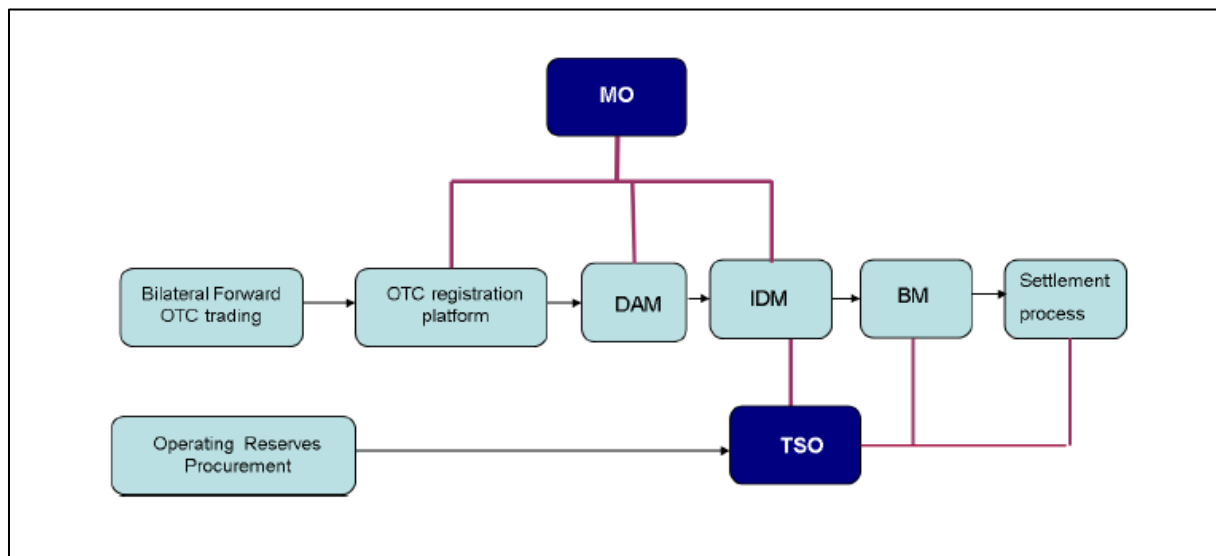 MO
Bilateral Forward
OTC trading
OTC registration
platform
DAM
IDM
BM
Settlement
process
Operating Reserves
Procurement
TSO